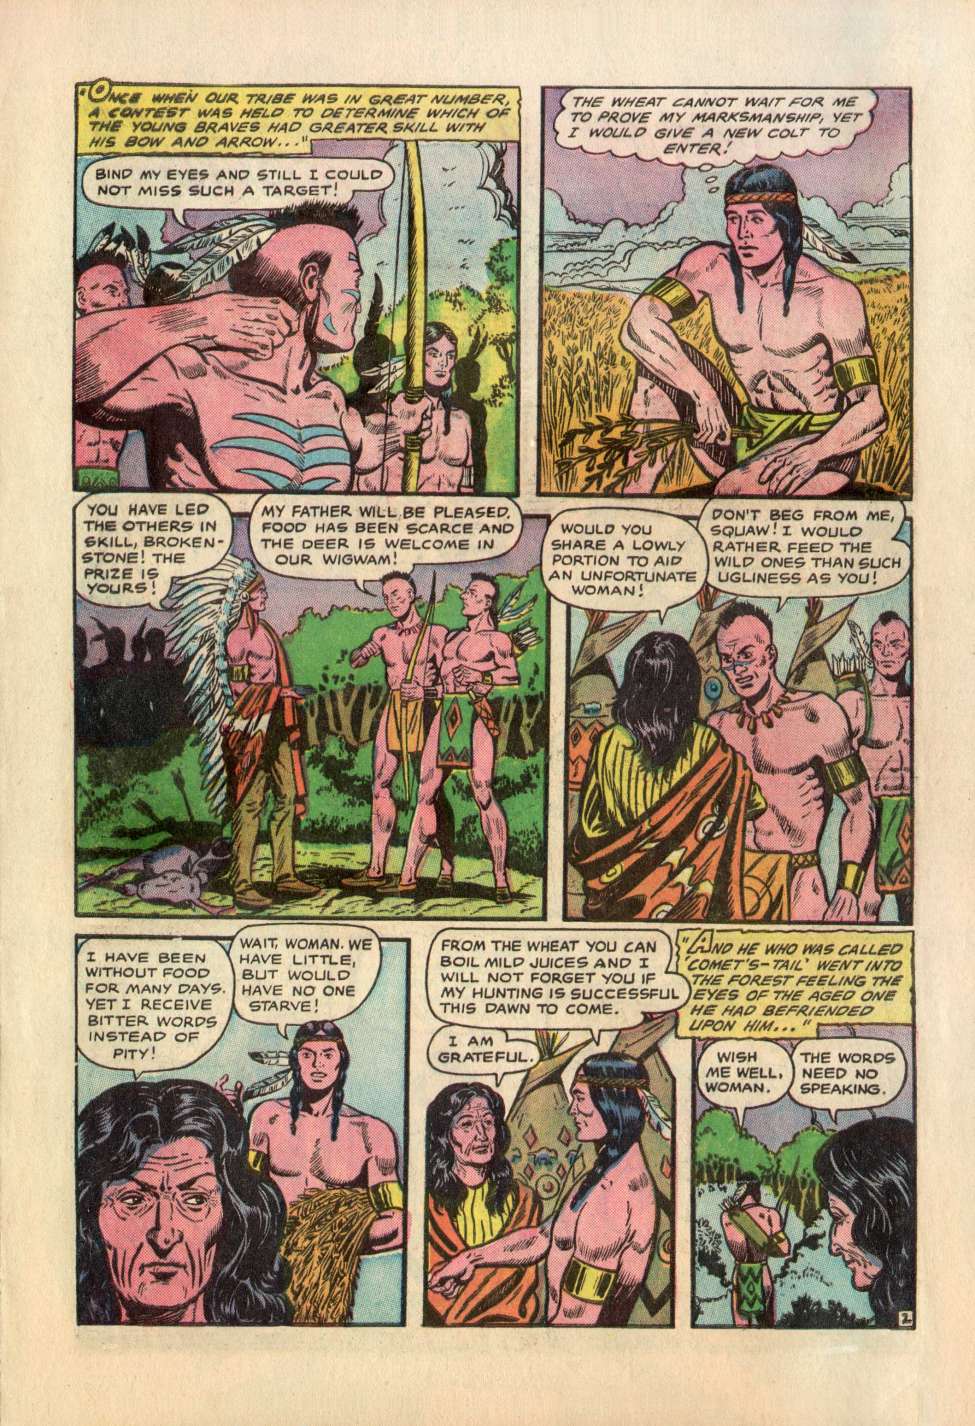 "ONCE WHEN OUR TRIBE WAS IN GREAT NUMBER,
A CONTEST WAS HELD TO DETERMINE WHICH OF
THE YOUNG BRAVES HAD GREATER SKILL WITH
HIS BOW AND ARROW..."
BIND MY EYES AND STILL I COULD
NOT MISS SUCH A TARGET!
THE WHEAT CANNOT WAIT FOR ME
TO PROVE MY MARKSMANSHIP, YET
I WOULD GIVE A NEW COLT TO
ENTER!
YOU HAVE LED
THE OTHERS IN
SKILL, BROKEN-
STONE! THE
PRIZE IS
YOURS!
MY FATHER WILL BE PLEASED.
FOOD HAS BEEN SCARCE AND
THE DEER IS WELCOME IN
OUR WIGWAM!
WOULD YOU
SHARE A LOWLY
PORTION TO AID
AN UNFORTUNATE
WOMAN!
DON'T BEG FROM ME,
SQUAW! I WOULD
RATHER FEED THE
WILD ONES THAN SUCH
UGLINESS AS YOU!
I HAVE BEEN
WITHOUT FOOD
FOR MANY DAYS.
YET I RECEIVE
BITTER WORDS
INSTEAD OF
PITY!
WAIT, WOMAN. WE
HAVE LITTLE,
BUT WOULD
HAVE NO ONE
STARVE!
FROM THE WHEAT YOU CAN
BOIL MILD JUICES AND I
WILL NOT FORGET YOU IF
MY HUNTING IS SUCCESSFUL
THIS DAWN TO COME.
I AM
GRATEFUL.
"AND HE WHO WAS CALLED
'COMET'S-TAIL' WENT INTO
THE FOREST FEELING THE
EYES OF THE AGED ONE
HE HAD BEFRIENDED
UPON HIM..."
WISH
ME WELL,
WOMAN.
THE WORDS
NEED NO
SPEAKING.
2